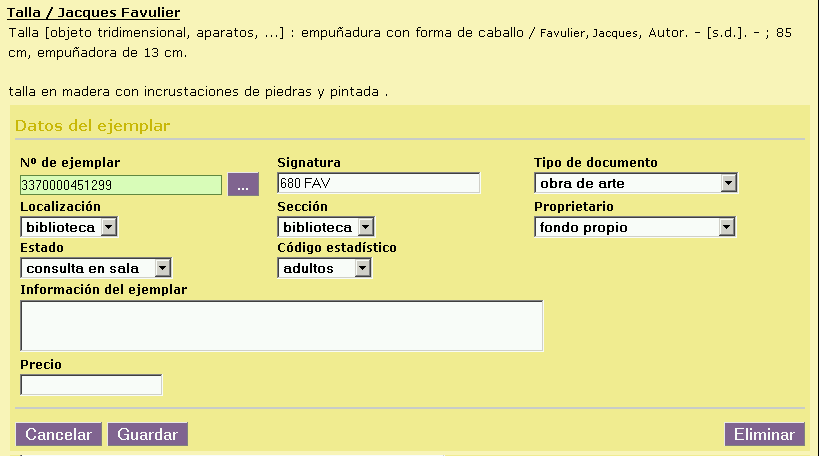 Talla / Jacques Favulier
Talla [objeto tridimensional, aparatos, ...] : empuñadura con forma de caballo / Favulier, Jacques, Autor. – [s.d.]. – ; 85
cm, empuñadora de 13 cm.
talla en madera con incrustaciones de piedras y pintada .
Datos del ejemplar
Nº de ejemplar Signatura Tipo de documento
3370000451299 ... 680 FAV obra de arte
Localización Sección Proprietario
biblioteca biblioteca fondo propio
Estado Código estadístico
consulta en sala adultos
Información del ejemplar
Precio
Cancelar Guardar Eliminar